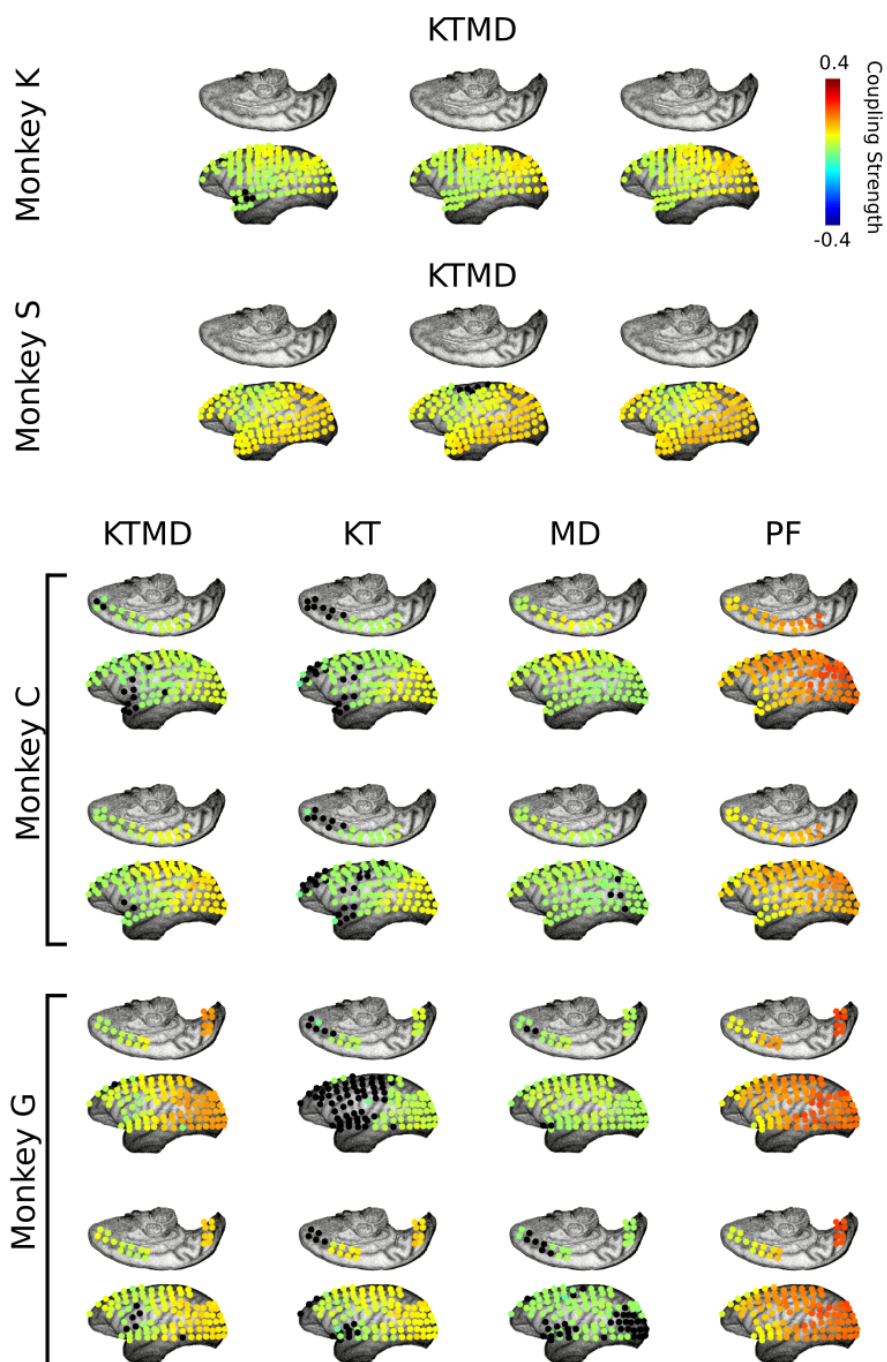 KTMD
Monkey K
0.4
Coupling Strength
-0.4
KTMD
Monkey S
KTMD KT MD PF
Monkey C
Monkey G